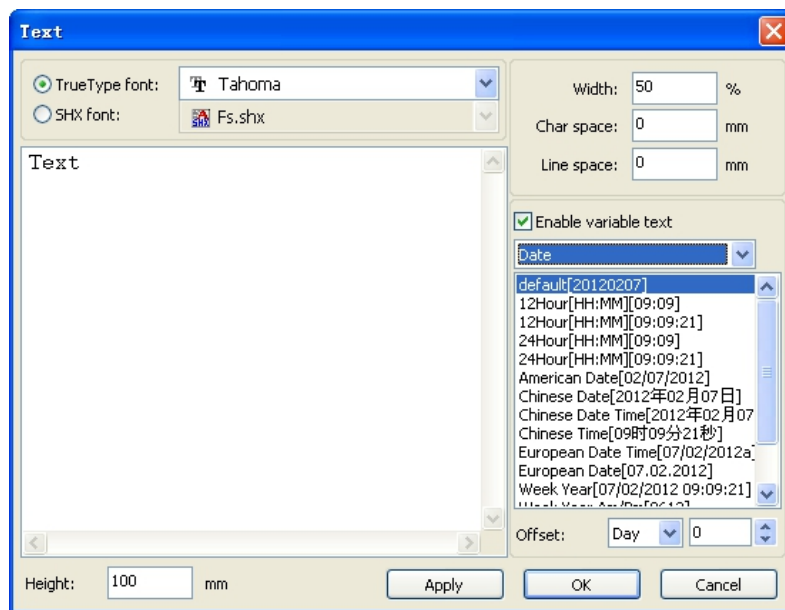 Text
TrueType font: Tahoma
SHX font: Fs.shx
Width: 50 %
Char space: 0 mm
Line space: 0 mm
Text
Enable variable text
Date
default[20120207]
12Hour[HH:MM][09:09]
12Hour[HH:MM][09:09:21]
24Hour[HH:MM][09:09]
24Hour[HH:MM][09:09:21]
American Date[02/07/2012]
Chinese Date[2012年02月07日]
Chinese Date Time[2012年02月07
Chinese Time[09时09分21秒]
European Date Time[07/02/2012a]
European Date[07.02.2012]
Week Year[07/02/2012 09:09:21]
Offset: Day 0
Height: 100 mm
Apply
OK
Cancel